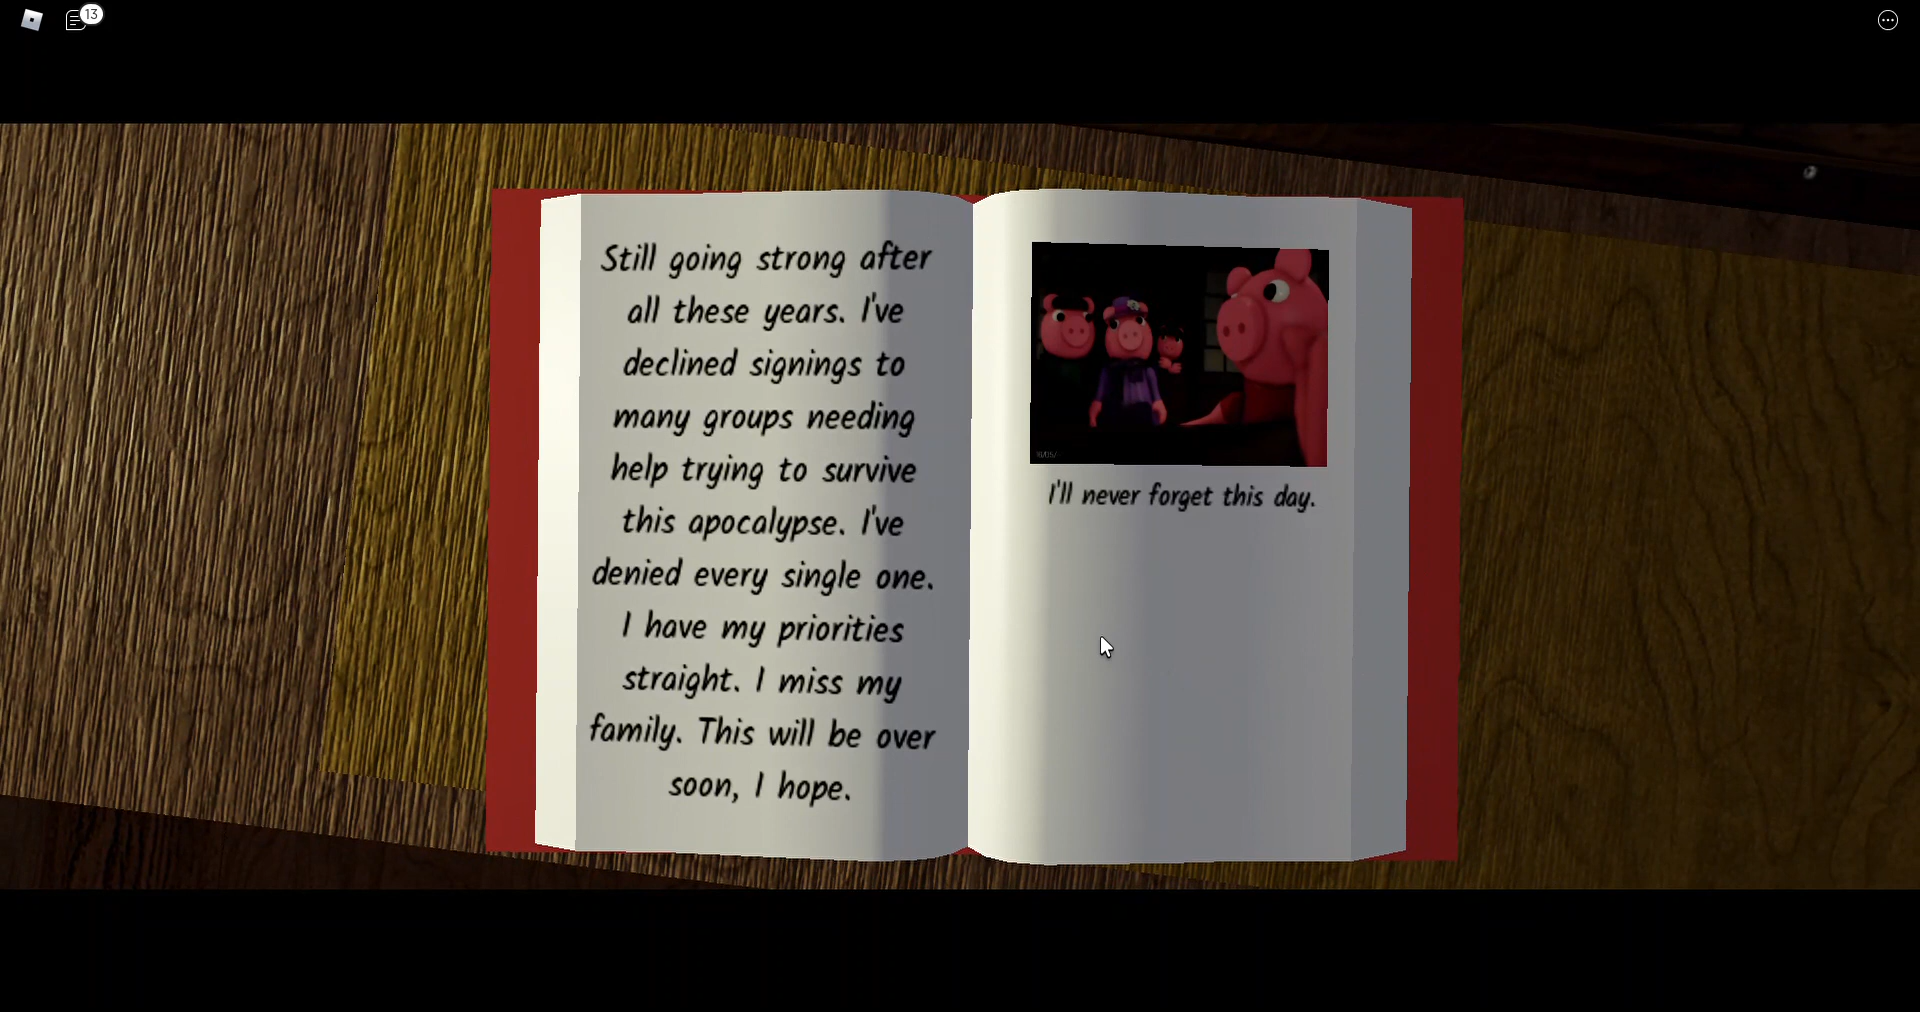 13
Still going strong after
all these years. I've
declined signings to
many groups needing
help trying to survive
this apocalypse. I've
denied every single one.
I have my priorities
straight. I miss my
family. This will be over
soon, I hope.
I'll never forget this day.